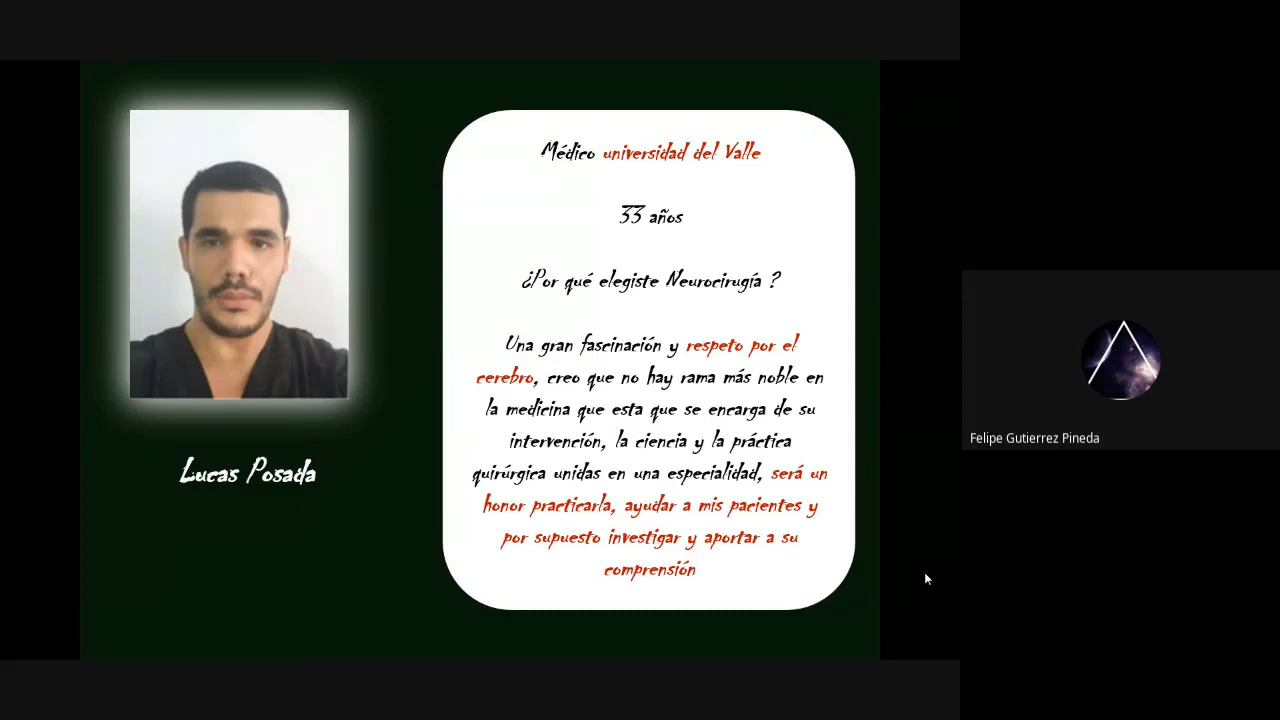 Médico universidad del Valle
33 años
¿Por qué elegiste Neurocirugía ?
Una gran fascinación y respeto por el
cerebro, creo que no hay rama más noble en
la medicina que esta que se encarga de su
intervención, la ciencia y la práctica
quirúrgica unidas en una especialidad, será un
honor practicarla, ayudar a mis pacientes y
por supuesto investigar y aportar a su
comprensión
Lucas Posada
Felipe Gutierrez Pineda